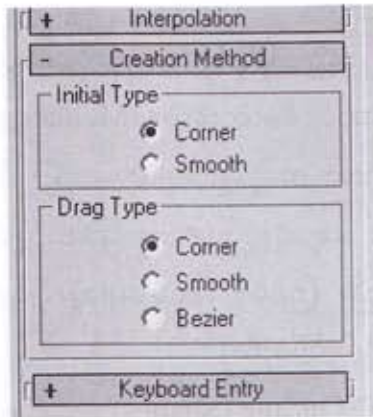 + Interpolation
- Creation Method
Initial Type
Corner
Smooth
Drag Type
Corner
Smooth
Bezier
+ Keyboard Entry